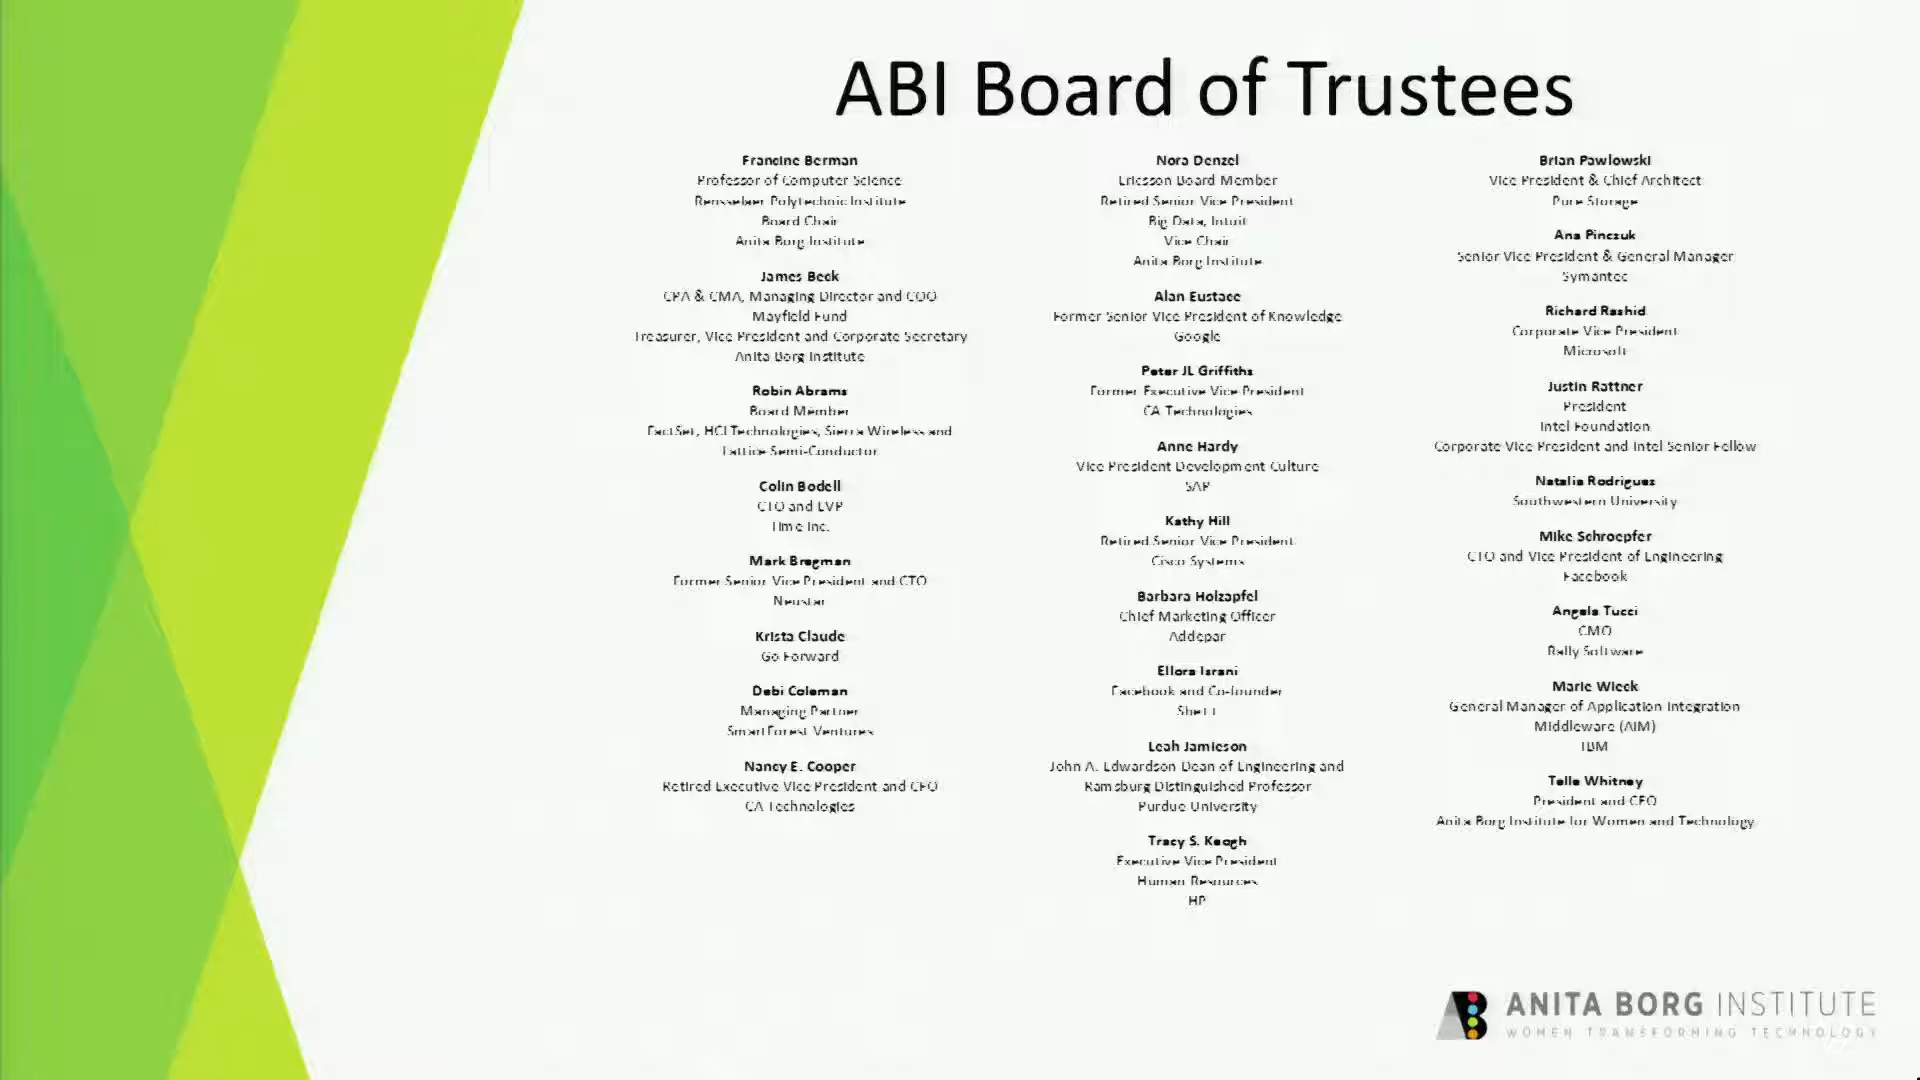 ABI Board of Trustees
Francine Berman
Professor of Computer Science
Rensselaer Polytechnic Institute
Board Chair
Anita Borg Institute
James Beck
CPA & CMA, Managing Director and COO
Mayfield Fund
Treasurer, Vice President and Corporate Secretary
Anita Borg Institute
Robin Abrams
Board Member
FactSet, HCL Technologies, Sierra Wireless and
Lattice Semi-Conductor
Colin Bodell
CTO and EVP
Time Inc.
Mark Bregman
Former Senior Vice President and CTO
Neustar
Krista Claude
Go Forward
Debi Coleman
Managing Partner
SmartForest Ventures
Nancy E. Cooper
Retired Executive Vice President and CFO
CA Technologies
Nora Denzel
Ericsson Board Member
Retired Senior Vice President
Big Data, Intuit
Vice Chair
Anita Borg Institute
Alan Eustace
Former Senior Vice President of Knowledge
Google
Peter JL Griffiths
Former Executive Vice President
CA Technologies
Anne Hardy
Vice President Development Culture
SAP
Kathy Hill
Retired Senior Vice President
Cisco Systems
Barbara Holzapfel
Chief Marketing Officer
Addepar
Ellora Israni
Facebook and Co-founder
She++
Leah Jamieson
John A. Edwardson Dean of Engineering and
Ransburg Distinguished Professor
Purdue University
Tracy S. Keogh
Executive Vice President
Human Resources
HP
Brian Pawlowski
Vice President & Chief Architect
Pure Storage
Ana Pinczuk
Senior Vice President & General Manager
Symantec
Richard Rashid
Corporate Vice President
Microsoft
Justin Rattner
President
Intel Foundation
Corporate Vice President and Intel Senior Fellow
Natalia Rodriguez
Southwestern University
Mike Schroepfer
CTO and Vice President of Engineering
Facebook
Angela Tucci
CMO
Rally Software
Marie Wieck
General Manager of Application Integration
Middleware (AIM)
IBM
Telle Whitney
President and CEO
Anita Borg Institute for Women and Technology
ANITA BORG INSTITUTE
WOMEN TRANSFORMING TECHNOLOGY